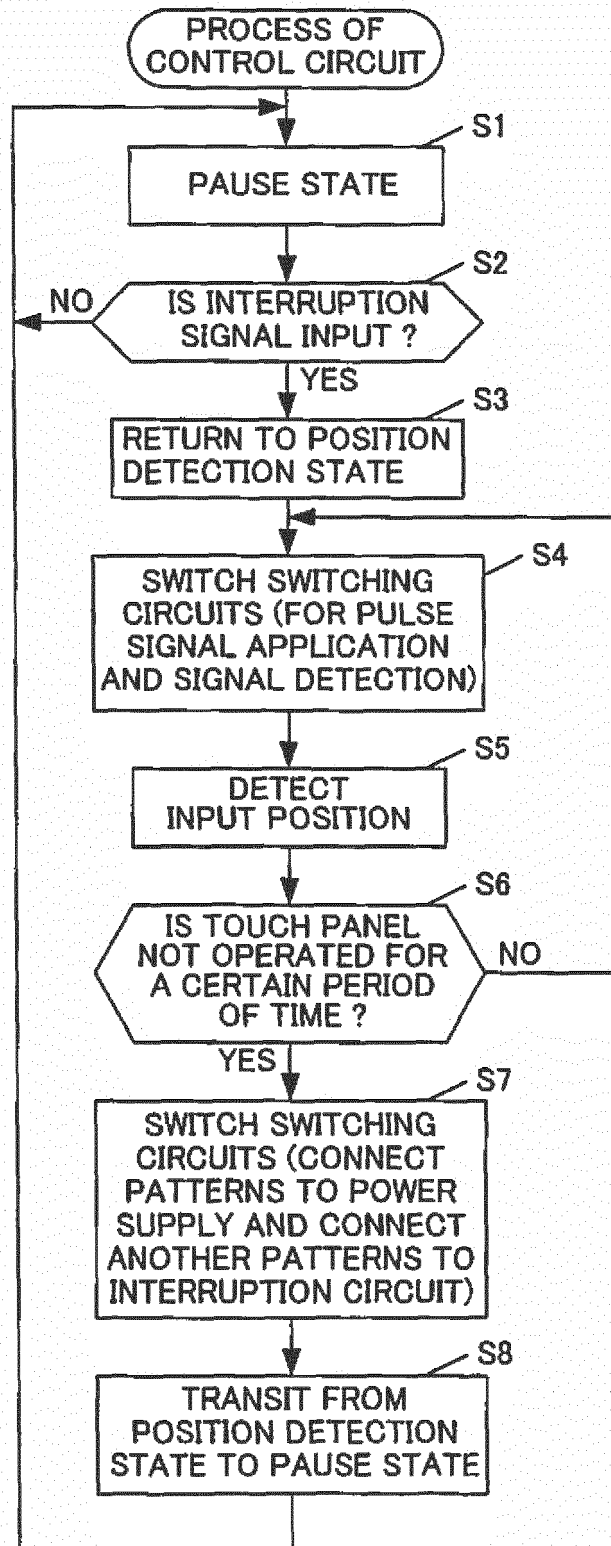 PROCESS OF
CONTROL CIRCUIT
S1
PAUSE STATE
S2
NO
IS INTERRUPTION
SIGNAL INPUT ?
YES
S3
RETURN TO POSITION
DETECTION STATE
S4
SWITCH SWITCHING
CIRCUITS (FOR PULSE
SIGNAL APPLICATION
AND SIGNAL DETECTION)
S5
DETECT
INPUT POSITION
S6
IS TOUCH PANEL
NOT OPERATED FOR
A CERTAIN PERIOD
OF TIME ?
NO
YES
S7
SWITCH SWITCHING
CIRCUITS (CONNECT
PATTERNS TO POWER
SUPPLY AND CONNECT
ANOTHER PATTERNS TO
INTERRUPTION CIRCUIT)
S8
TRANSIT FROM
POSITION DETECTION
STATE TO PAUSE STATE